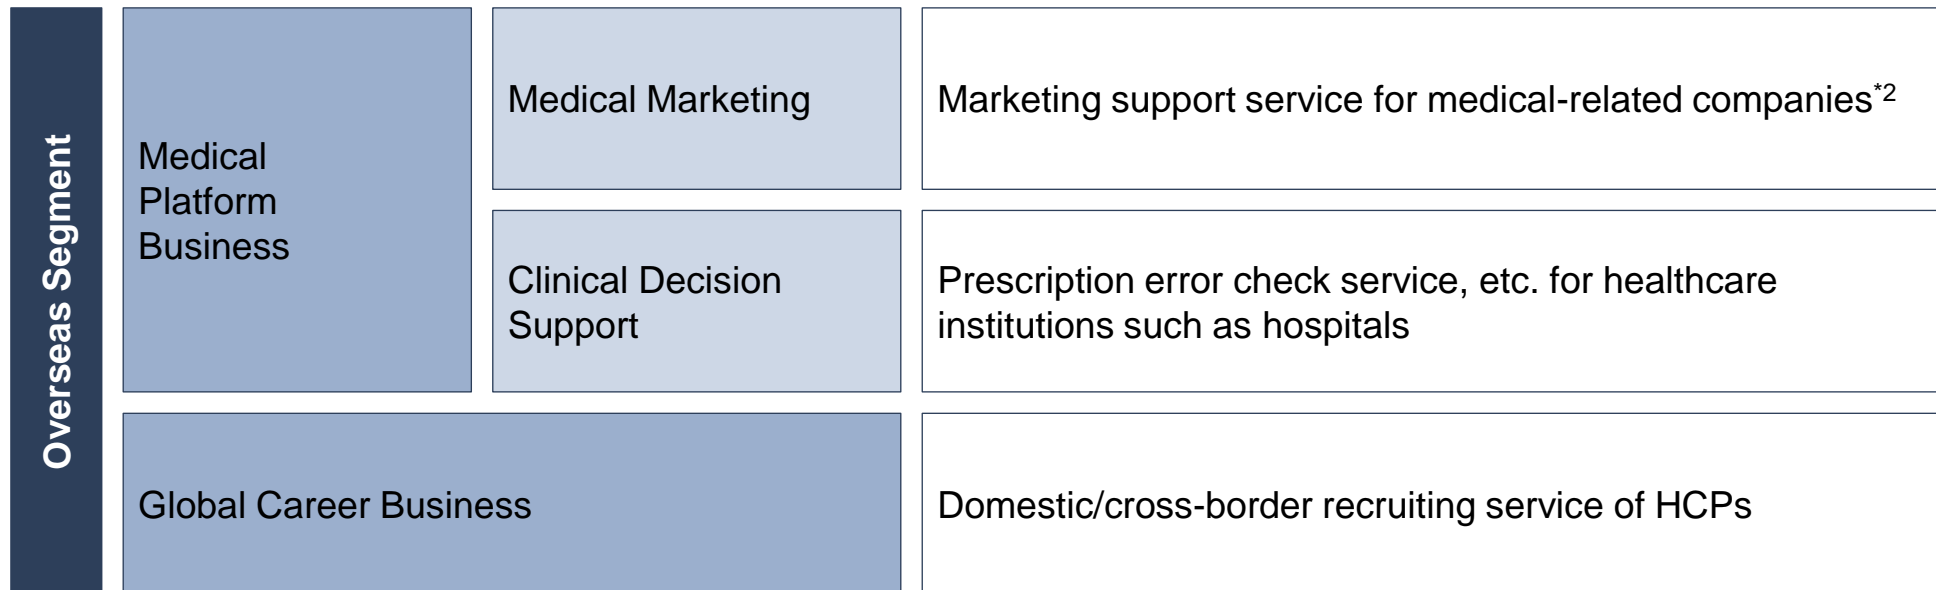 Overseas Segment
Medical
Platform
Business
Medical Marketing
Marketing support service for medical-related companies*2
Clinical Decision
Support
Prescription error check service, etc. for healthcare
institutions such as hospitals
Global Career Business
Domestic/cross-border recruiting service of HCPs